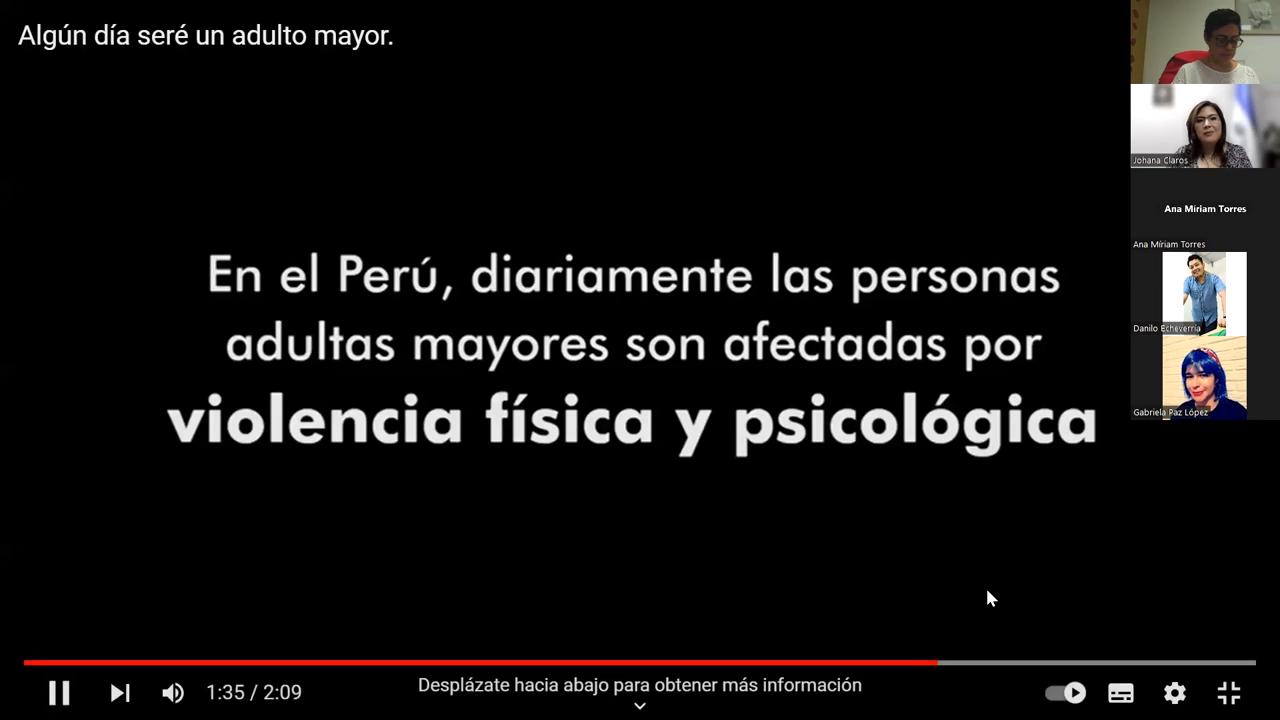 Algún día seré un adulto mayor.
En el Perú, diariamente las personas
adultas mayores son afectadas por
violencia física y psicológica
Johana Claros
Ana Miriam Torres
Ana Míriam Torres
Danilo Echeverría
Gabriela Paz López
1:35 / 2:09
Desplázate hacia abajo para obtener más información